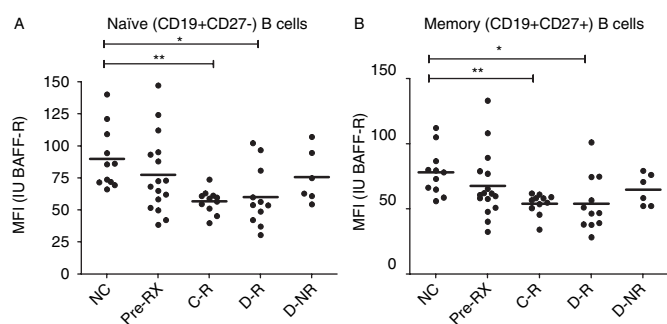 A
Naïve (CD19+CD27-) B cells
*
**
MFI (IU BAFF-R)
150
125
100
75
50
25
0
NC
Pre-RX
C-R
D-R
D-NR
B
Memory (CD19+CD27+) B cells
*
**
MFI (IU BAFF-R)
150
100
50
0
NC
Pre-RX
C-R
D-R
D-NR